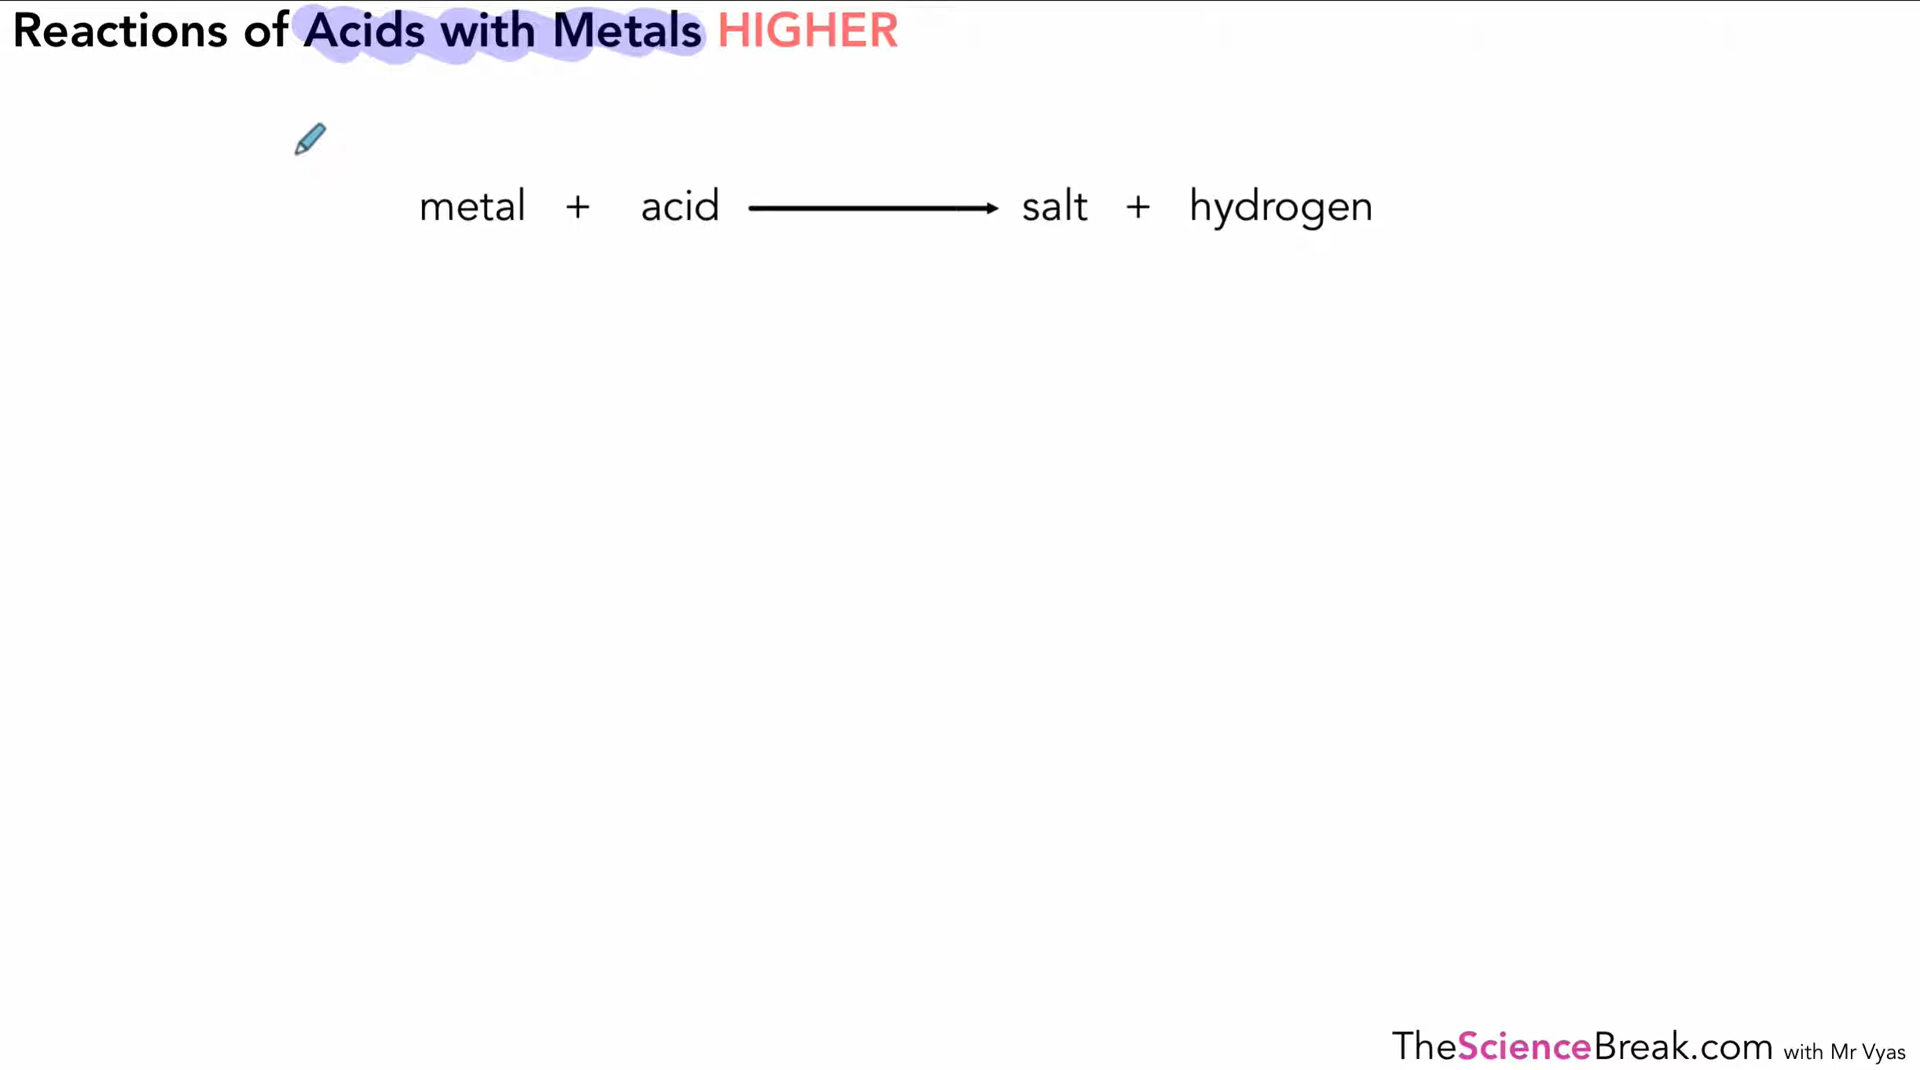 Reactions of Acids with Metals HIGHER
metal + acid → salt + hydrogen
TheScienceBreak.com with Mr Vyas